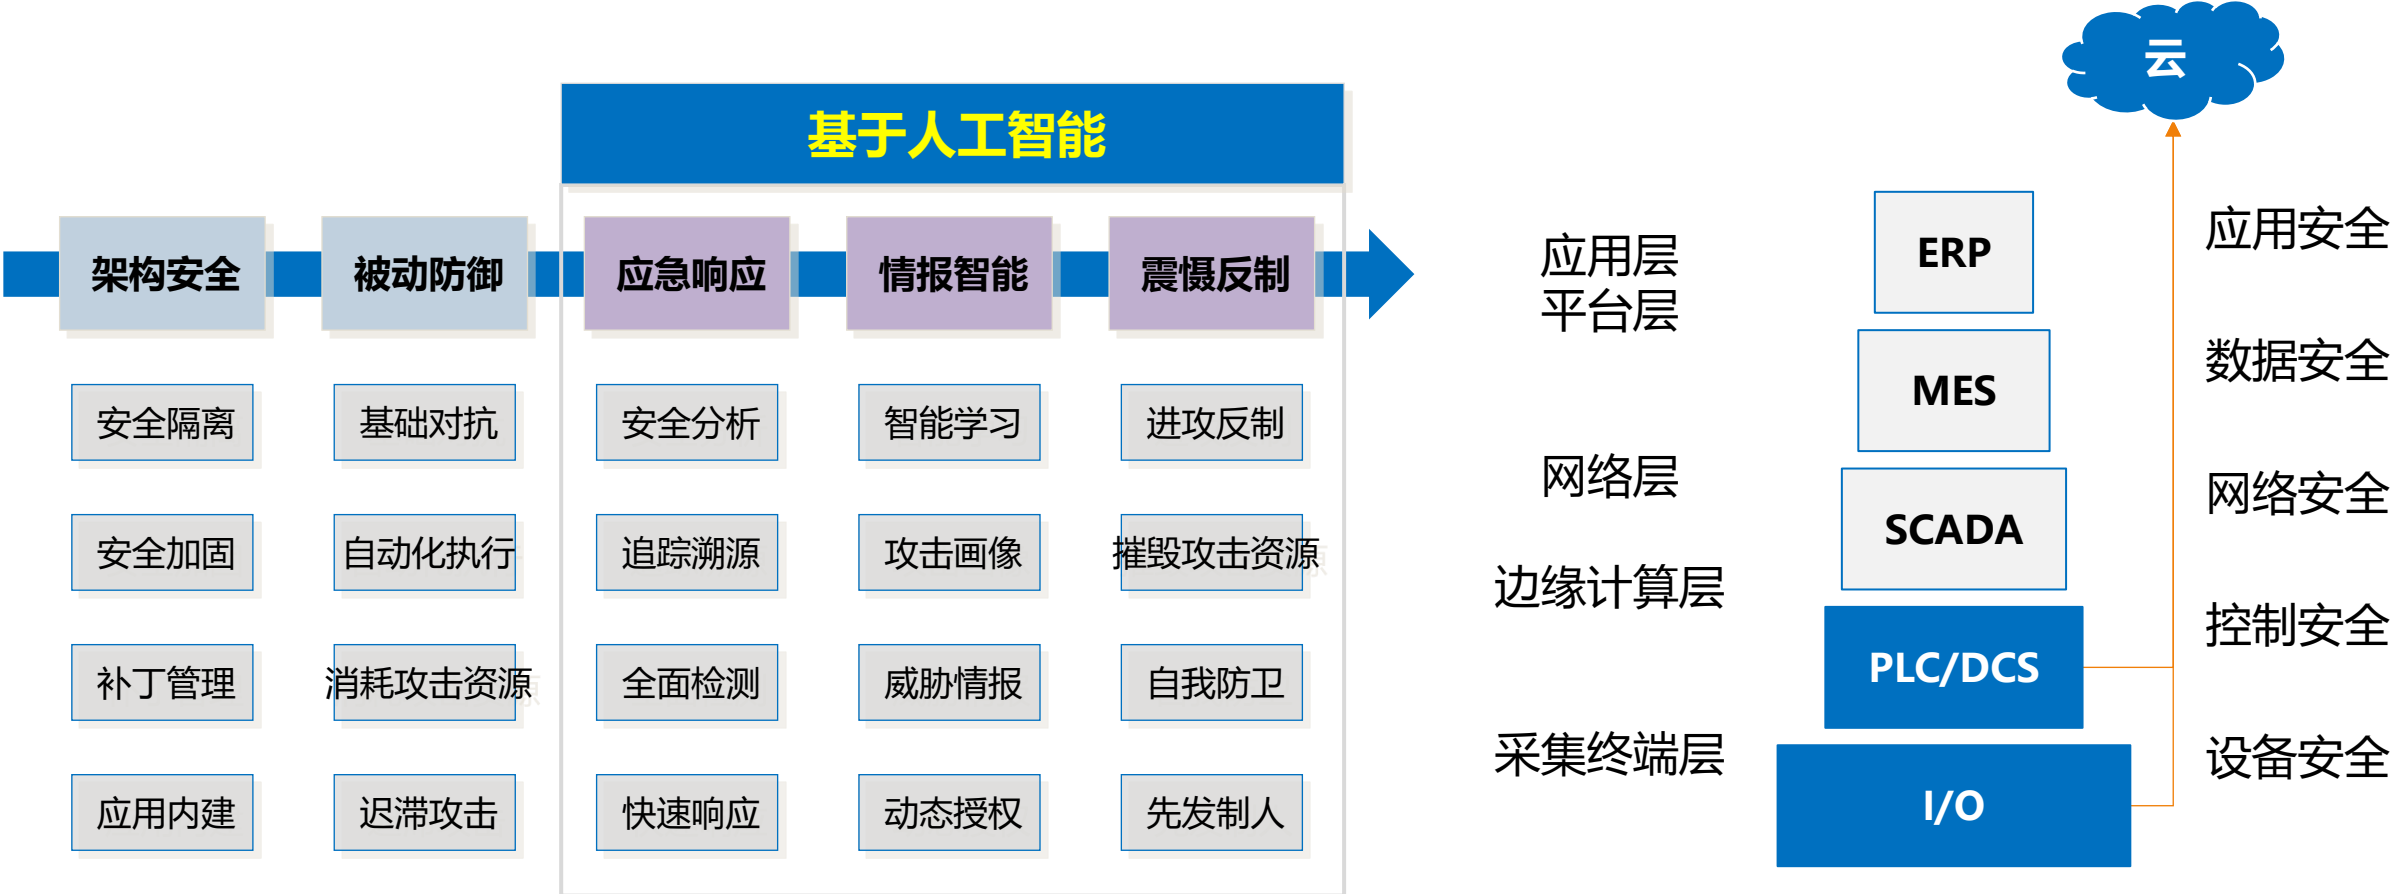 基于人工智能
架构安全
被动防御
应急响应
情报智能
震慑反制
安全隔离
基础对抗
安全分析
智能学习
进攻反制
安全加固
自动化执行
追踪溯源
攻击画像
摧毁攻击资源
补丁管理
消耗攻击资源
全面检测
威胁情报
自我防卫
应用内建
迟滞攻击
快速响应
动态授权
先发制人
应用层
平台层
网络层
边缘计算层
采集终端层
云
ERP
MES
SCADA
PLC/DCS
I/O
应用安全
数据安全
网络安全
控制安全
设备安全